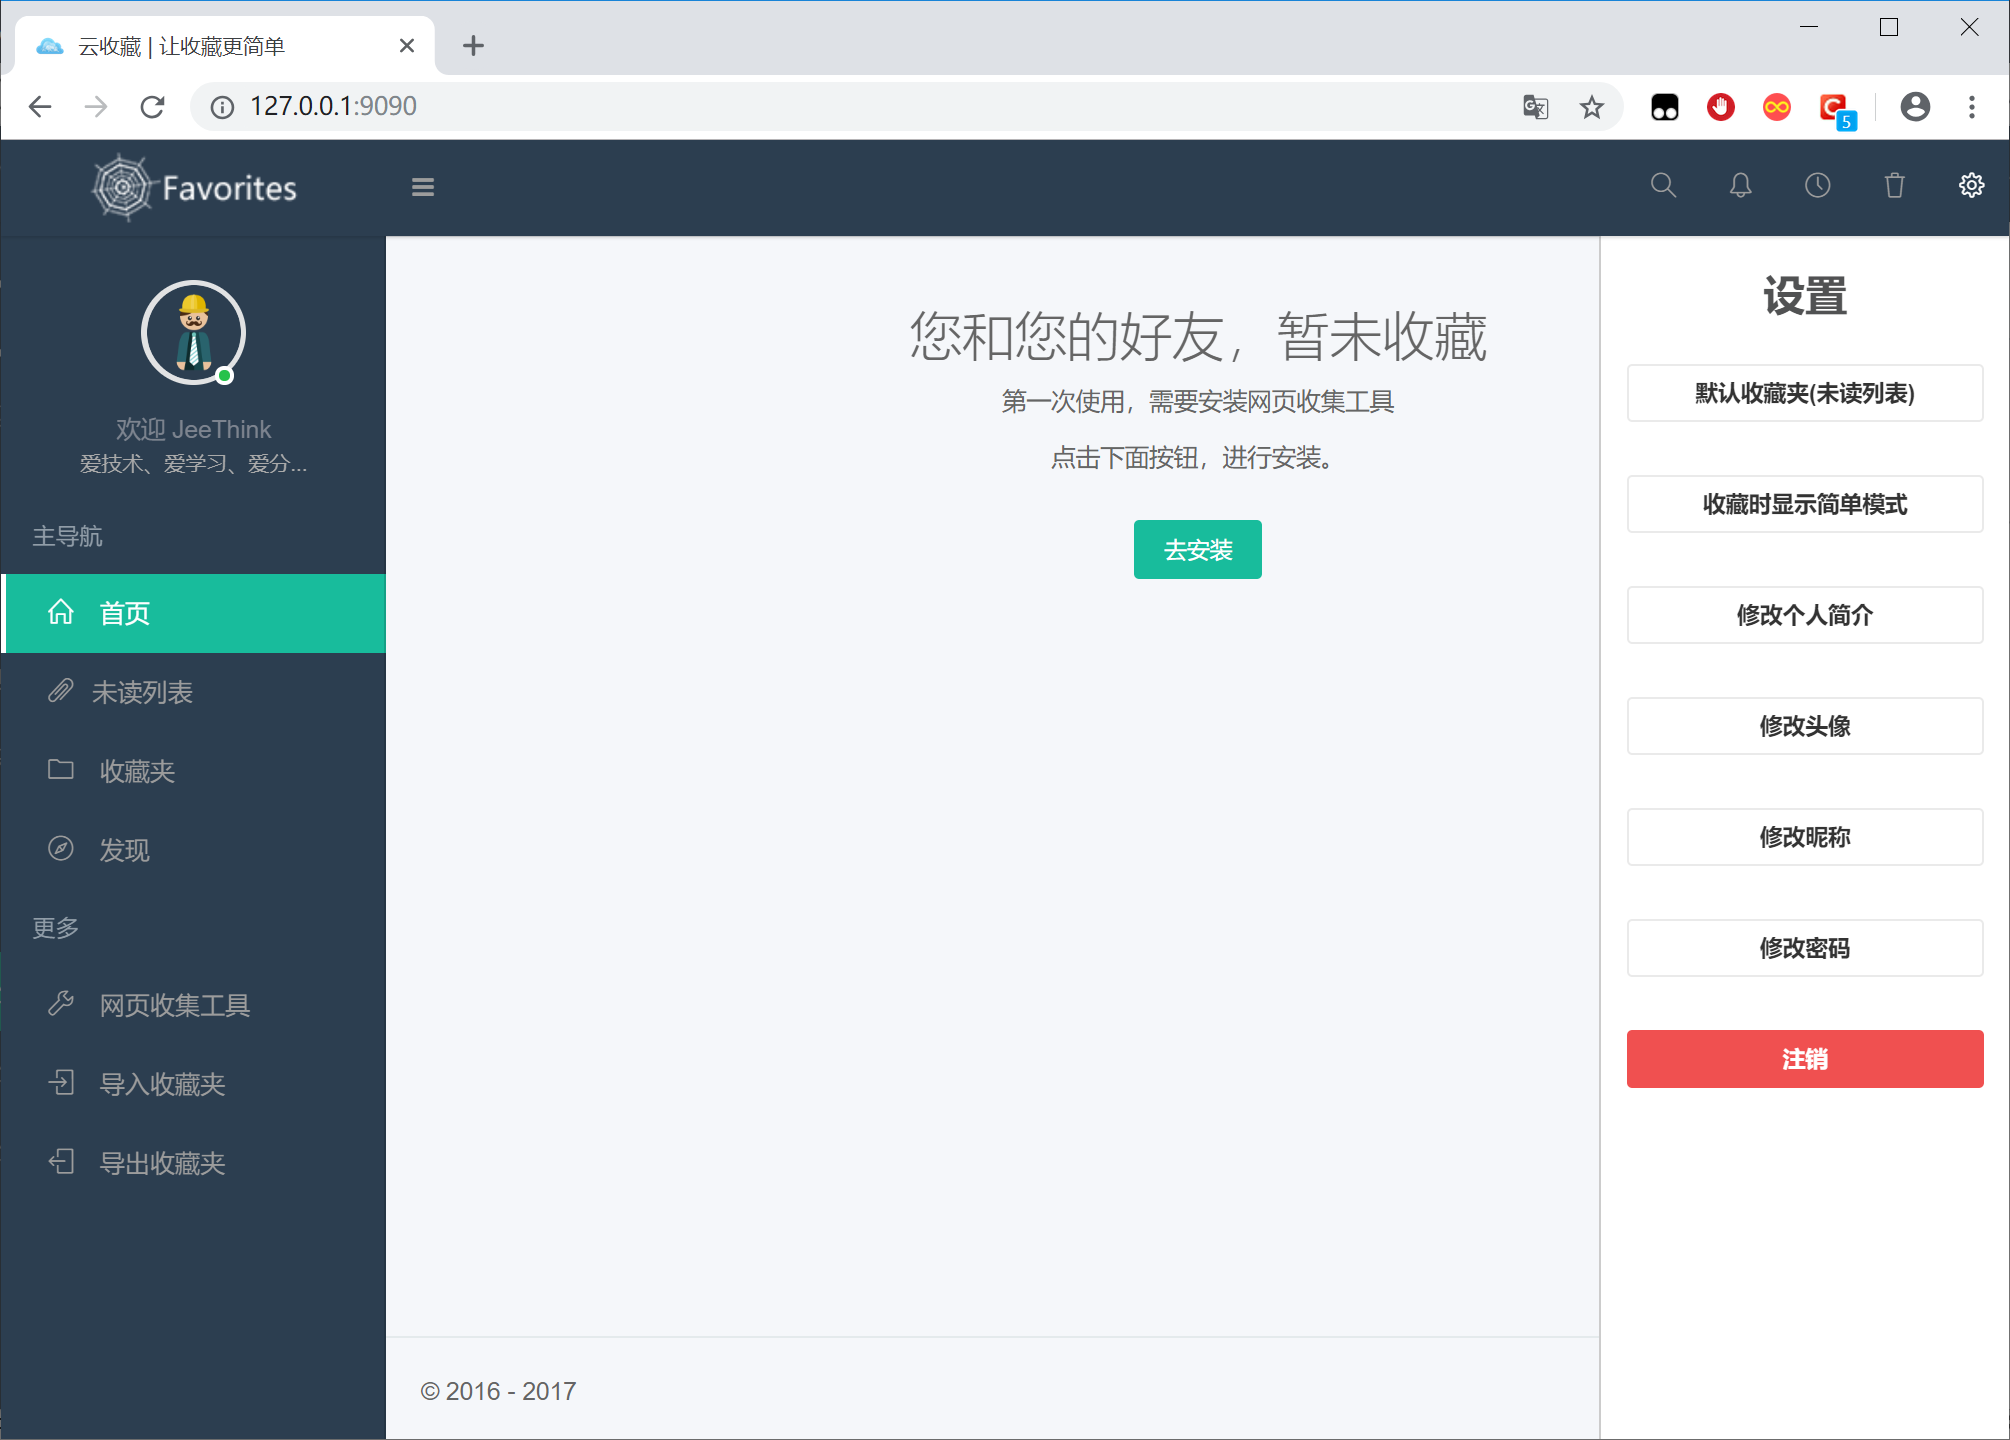 云收藏 | 让收藏更简单
127.0.0.1:9090
5
Favorites
欢迎 JeeThink
爱技术、爱学习、爱分...
主导航
首页
未读列表
收藏夹
发现
更多
网页收集工具
导入收藏夹
导出收藏夹
您和您的好友，暂未收藏
第一次使用，需要安装网页收集工具
点击下面按钮，进行安装。
去安装
© 2016 - 2017
设置
默认收藏夹(未读列表)
收藏时显示简单模式
修改个人简介
修改头像
修改昵称
修改密码
注销